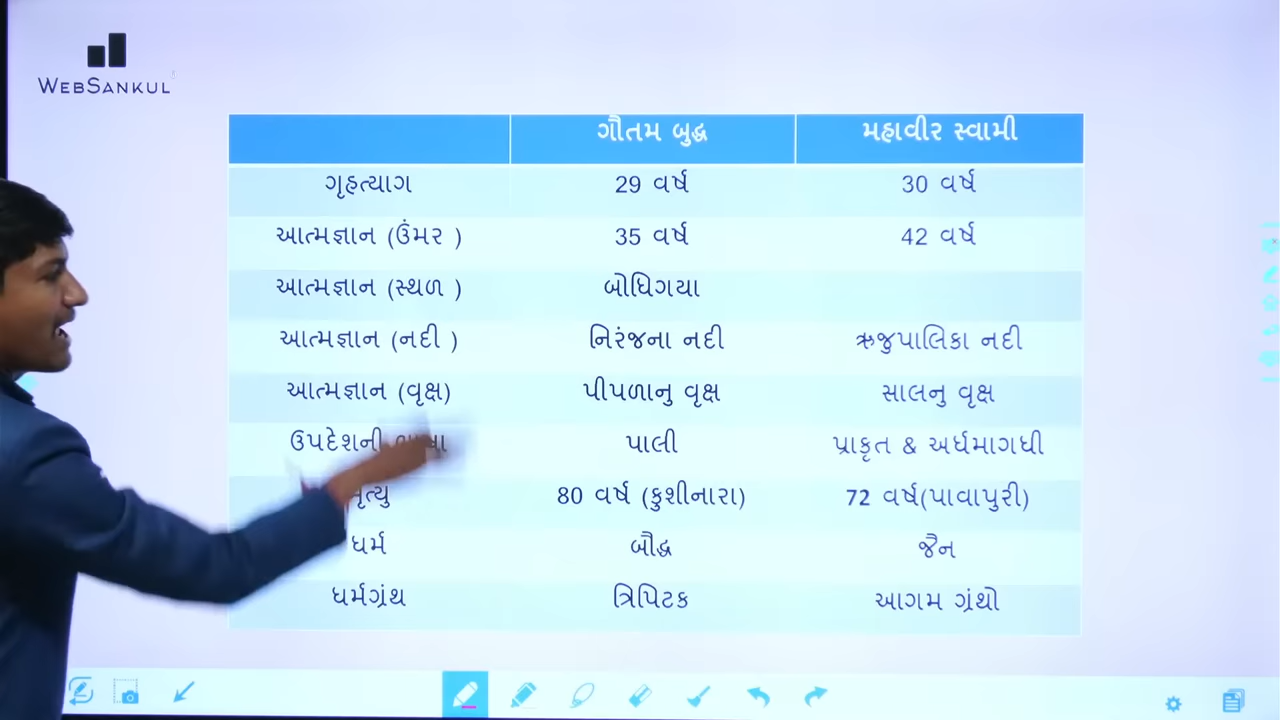 WEBSANKUL
ગૌતમ બુદ્ધ મહાવીર સ્વામી
ગૃહત્યાગ 29 વર્ષ 30 વર્ષ
આત્મજ્ઞાન (ઉંમર ) 35 વર્ષ 42 વર્ષ
આત્મજ્ઞાન (સ્થળ ) બોધિગયા
આત્મજ્ઞાન (નદી ) નિરંજના નદી ઋજુપાલિકા નદી
આત્મજ્ઞાન (વૃક્ષ) પીપળાનુ વૃક્ષ સાલનુ વૃક્ષ
ઉપદેશની પાલી પ્રાકૃત & અર્ધમાગધી
80 વર્ષ (કુશીનારા) 72 વર્ષ(પાવાપુરી)
ધર્મ બૌદ્ધ જૈન
ધર્મગ્રંથ ત્રિપિટક આગમ ગ્રંથો